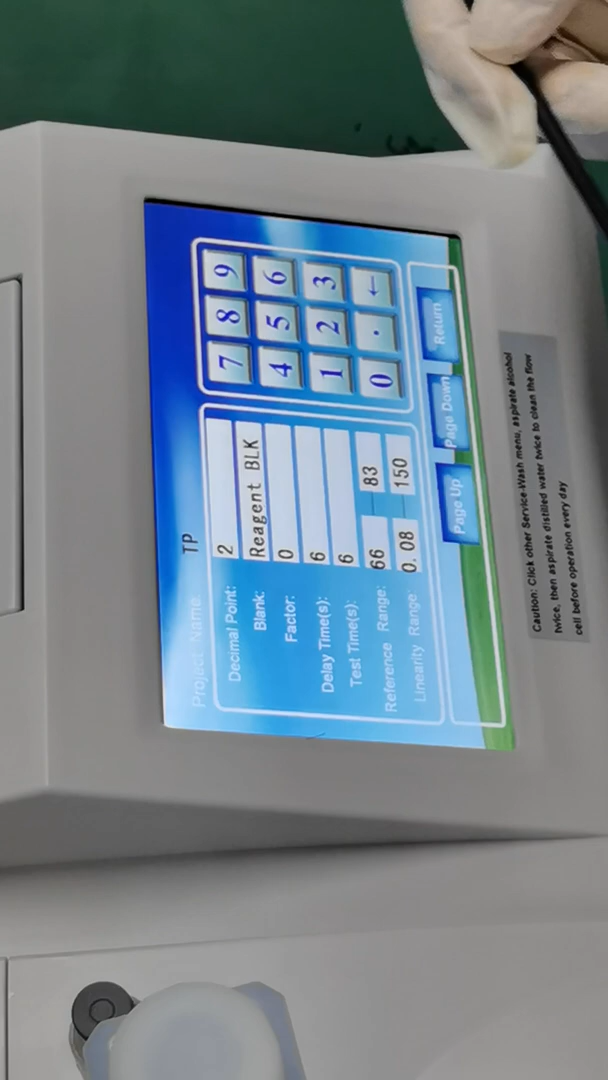 Project Name: TP
Decimal Point: 2
Blank: Reagent BLK
Factor: 0
Delay Time(s): 6
Test Time(s): 6
Reference Range: 66 83
Linearity Range: 0.08 150
7 8 9
4 5 6
1 2 3
0 . ←
Page Up Page Down Return
Caution: Click other Service-Wash menu, aspirate alcohol
twice, then aspirate distilled water twice to clean the flow
cell before operation every day